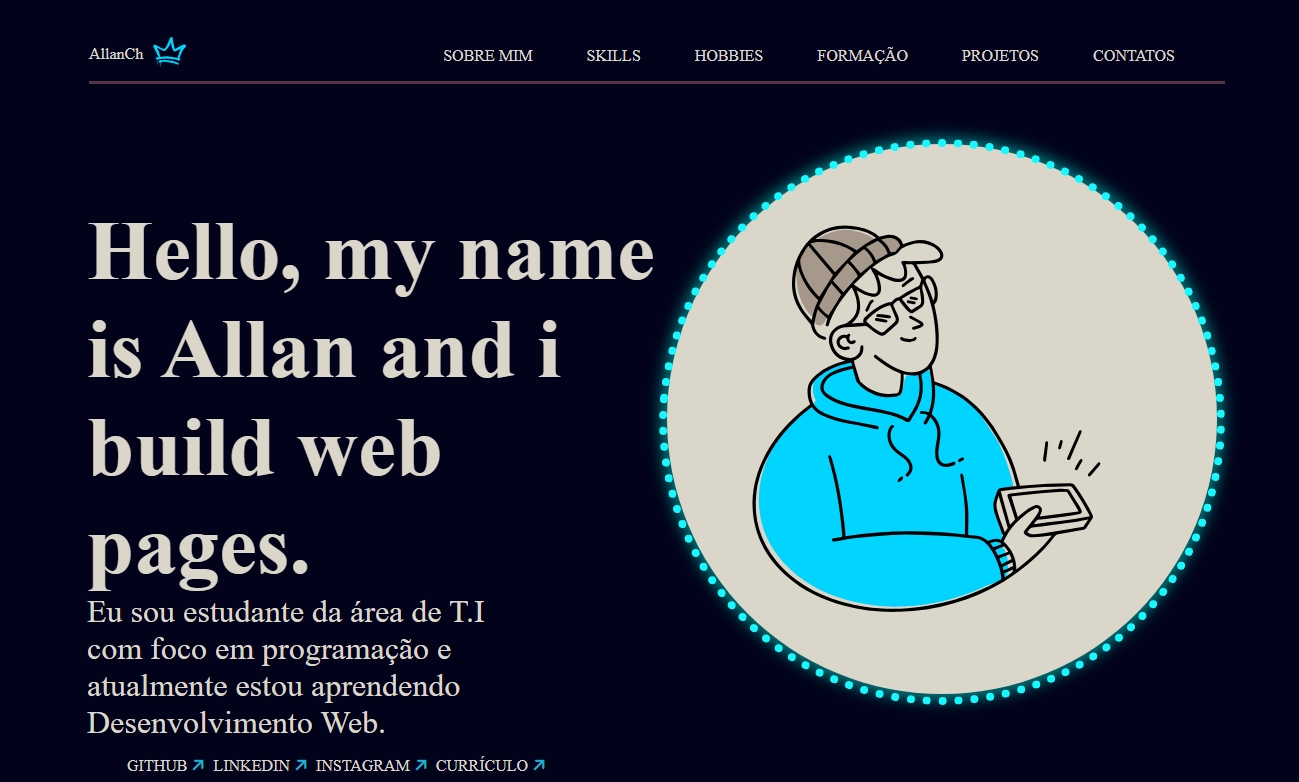 AllanCh
SOBRE MIM SKILLS HOBBIES FORMAÇÃO PROJETOS CONTATOS
Hello, my name
is Allan and i
build web
pages.
Eu sou estudante da área de T.I
com foco em programação e
atualmente estou aprendendo
Desenvolvimento Web.
GITHUB LINKEDIN INSTAGRAM CURRÍCULO